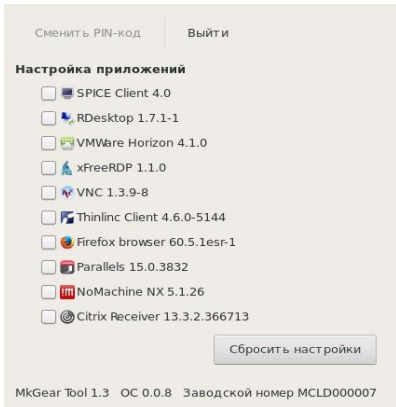 Сменить PIN-код Выйти
Настройка приложений
SPICE Client 4.0
RDesktop 1.7.1-1
VMWare Horizon 4.1.0
xFreeRDP 1.1.0
VNC 1.3.9-8
Thinlinc Client 4.6.0-5144
Firefox browser 60.5.1esr-1
Parallels 15.0.3832
NoMachine NX 5.1.26
Citrix Receiver 13.3.2.366713
Сбросить настройки
MkGear Tool 1.3 ОС 0.0.8 Заводской номер MCLD000007